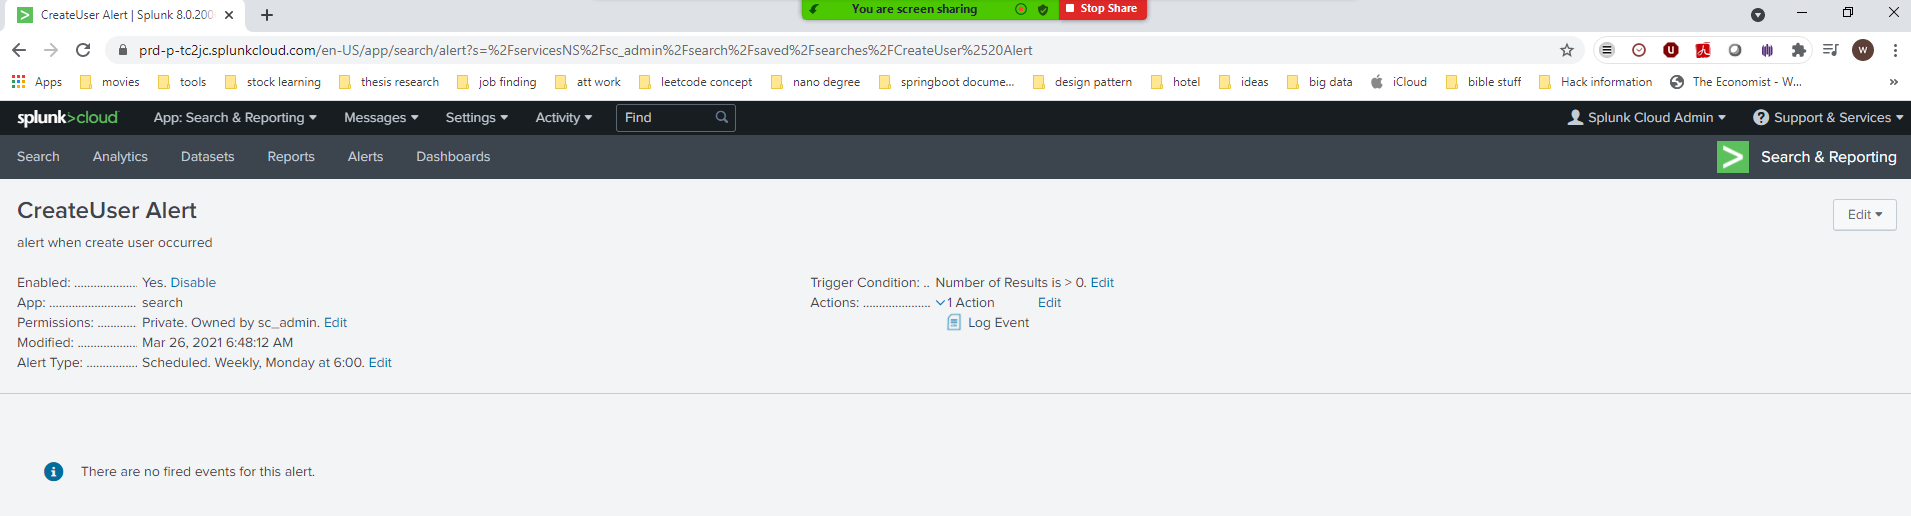 CreateUser Alert | Splunk 8.0.200
You are screen sharing
Stop Share
prd-p-tc2jc.splunkcloud.com/en-US/app/search/alert?s=%2FservicesNS%2Fsc_admin%2Fsearch%2Fsaved%2Fsearches%2FCreateUser%2520Alert
W
Apps movies tools stock learning thesis research job finding att work leetcode concept nano degree springboot docume... design pattern hotel ideas big data iCloud bible stuff Hack information The Economist - W... »
splunk>cloud App: Search & Reporting Messages Settings Activity Find Splunk Cloud Admin Support & Services
Search Analytics Datasets Reports Alerts Dashboards Search & Reporting
CreateUser Alert
Edit
alert when create user occurred
Enabled: .................... Yes. Disable
App: ............................ search
Permissions: ............ Private. Owned by sc_admin. Edit
Modified: ................... Mar 26, 2021 6:48:12 AM
Alert Type: ................ Scheduled. Weekly, Monday at 6:00. Edit
Trigger Condition: .. Number of Results is > 0. Edit
Actions: ..................... 1 Action Edit
Log Event
There are no fired events for this alert.